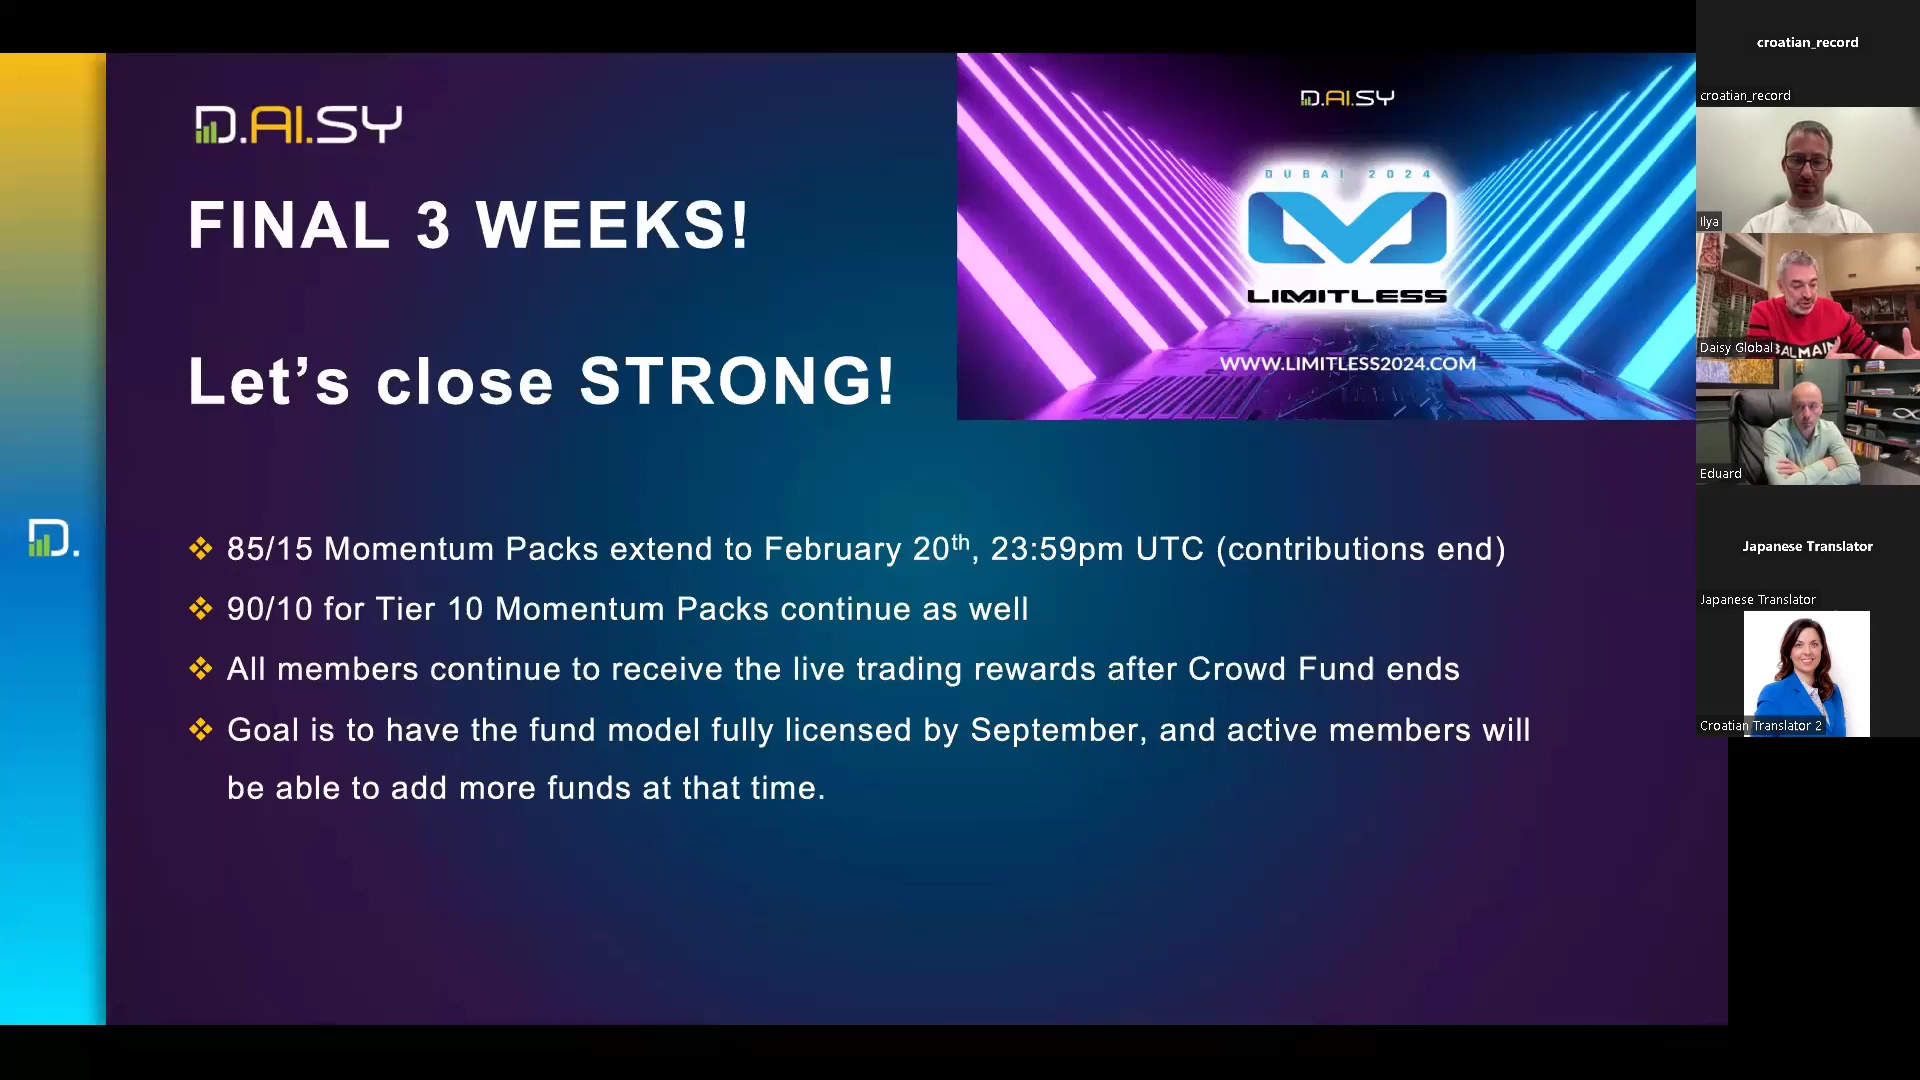 D.AI.SY
FINAL 3 WEEKS!
Let’s close STRONG!
D.AI.SY
DUBAI 2024
LIMITLESS
WWW.LIMITLESS2024.COM
D.
❖ 85/15 Momentum Packs extend to February 20th, 23:59pm UTC (contributions end)
❖ 90/10 for Tier 10 Momentum Packs continue as well
❖ All members continue to receive the live trading rewards after Crowd Fund ends
❖ Goal is to have the fund model fully licensed by September, and active members will
be able to add more funds at that time.
croatian_record
croatian_record
Ilya
BALMAIN
Daisy Global
Eduard
Japanese Translator
Japanese Translator
Croatian Translator 2